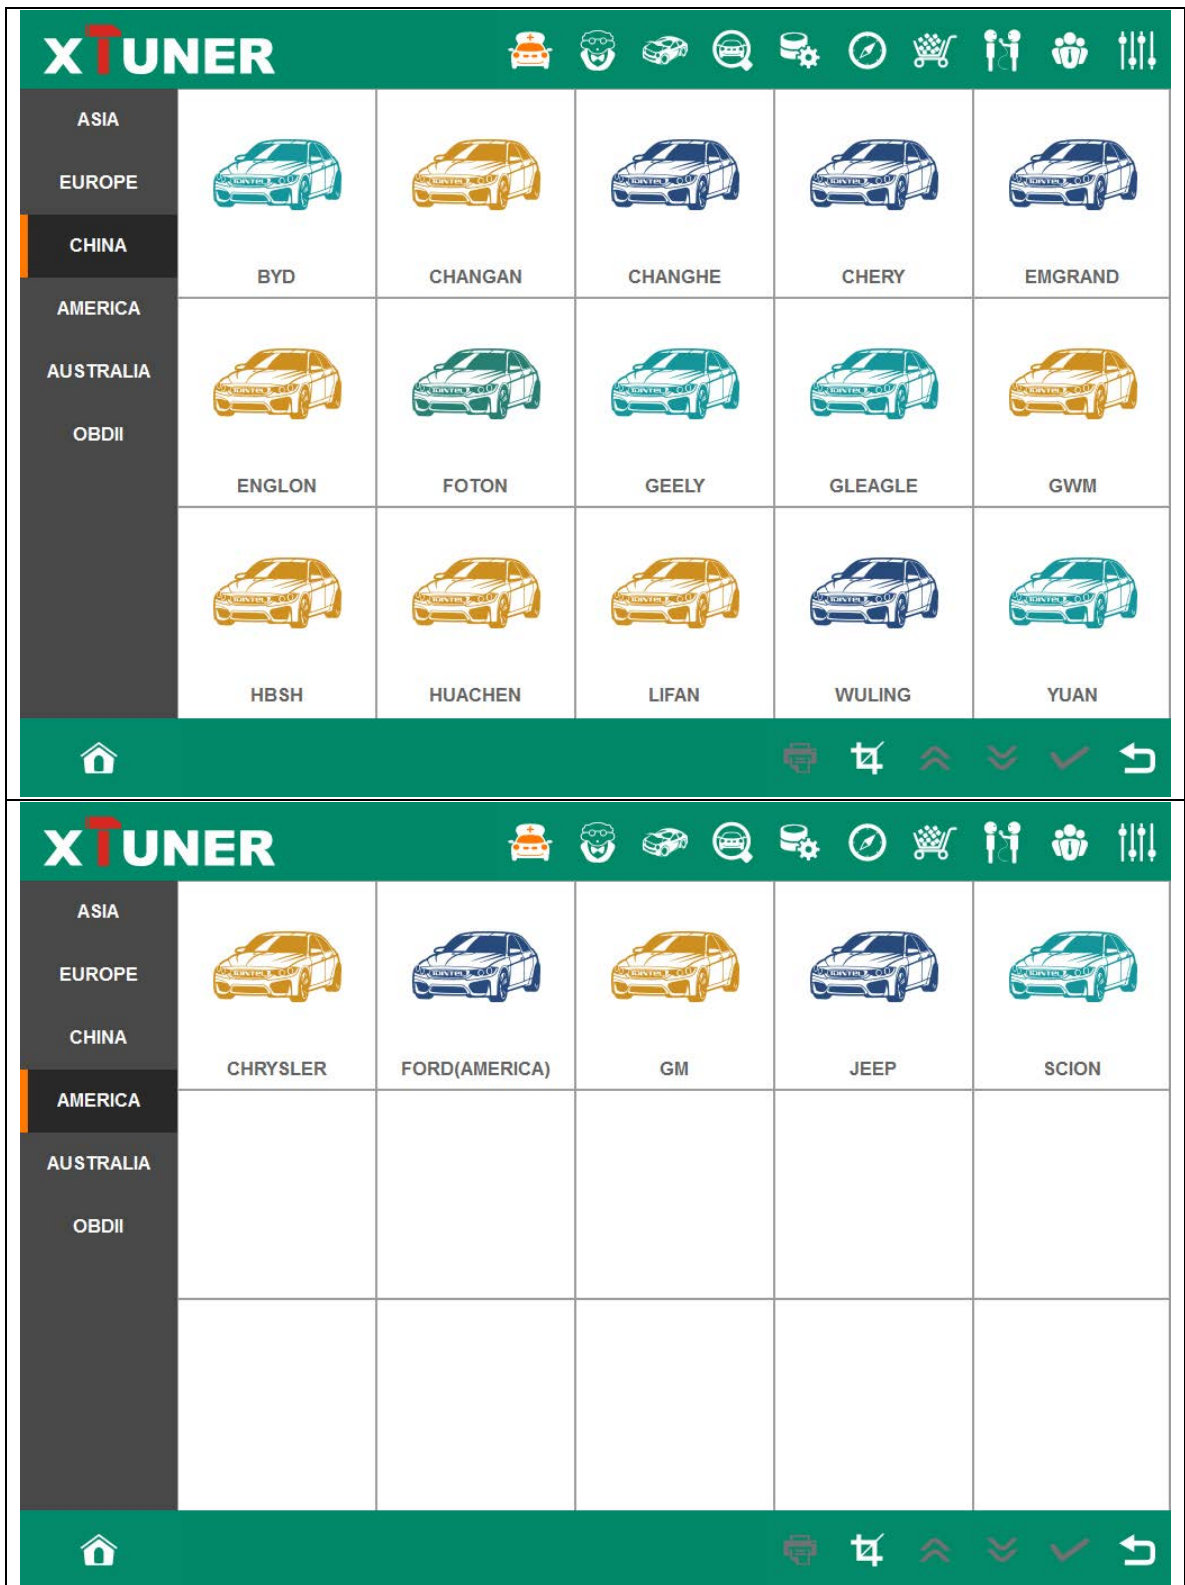 XTUNER
ASIA
EUROPE
CHINA
AMERICA
AUSTRALIA
OBDII
BYD CHANGAN CHANGHE CHERY EMGRAND
ENGLON FOTON GEELY GLEAGLE GWM
HBSH HUACHEN LIFAN WULING YUAN
XTUNER
ASIA
EUROPE
CHINA
AMERICA
AUSTRALIA
OBDII
CHRYSLER FORD(AMERICA) GM JEEP SCION